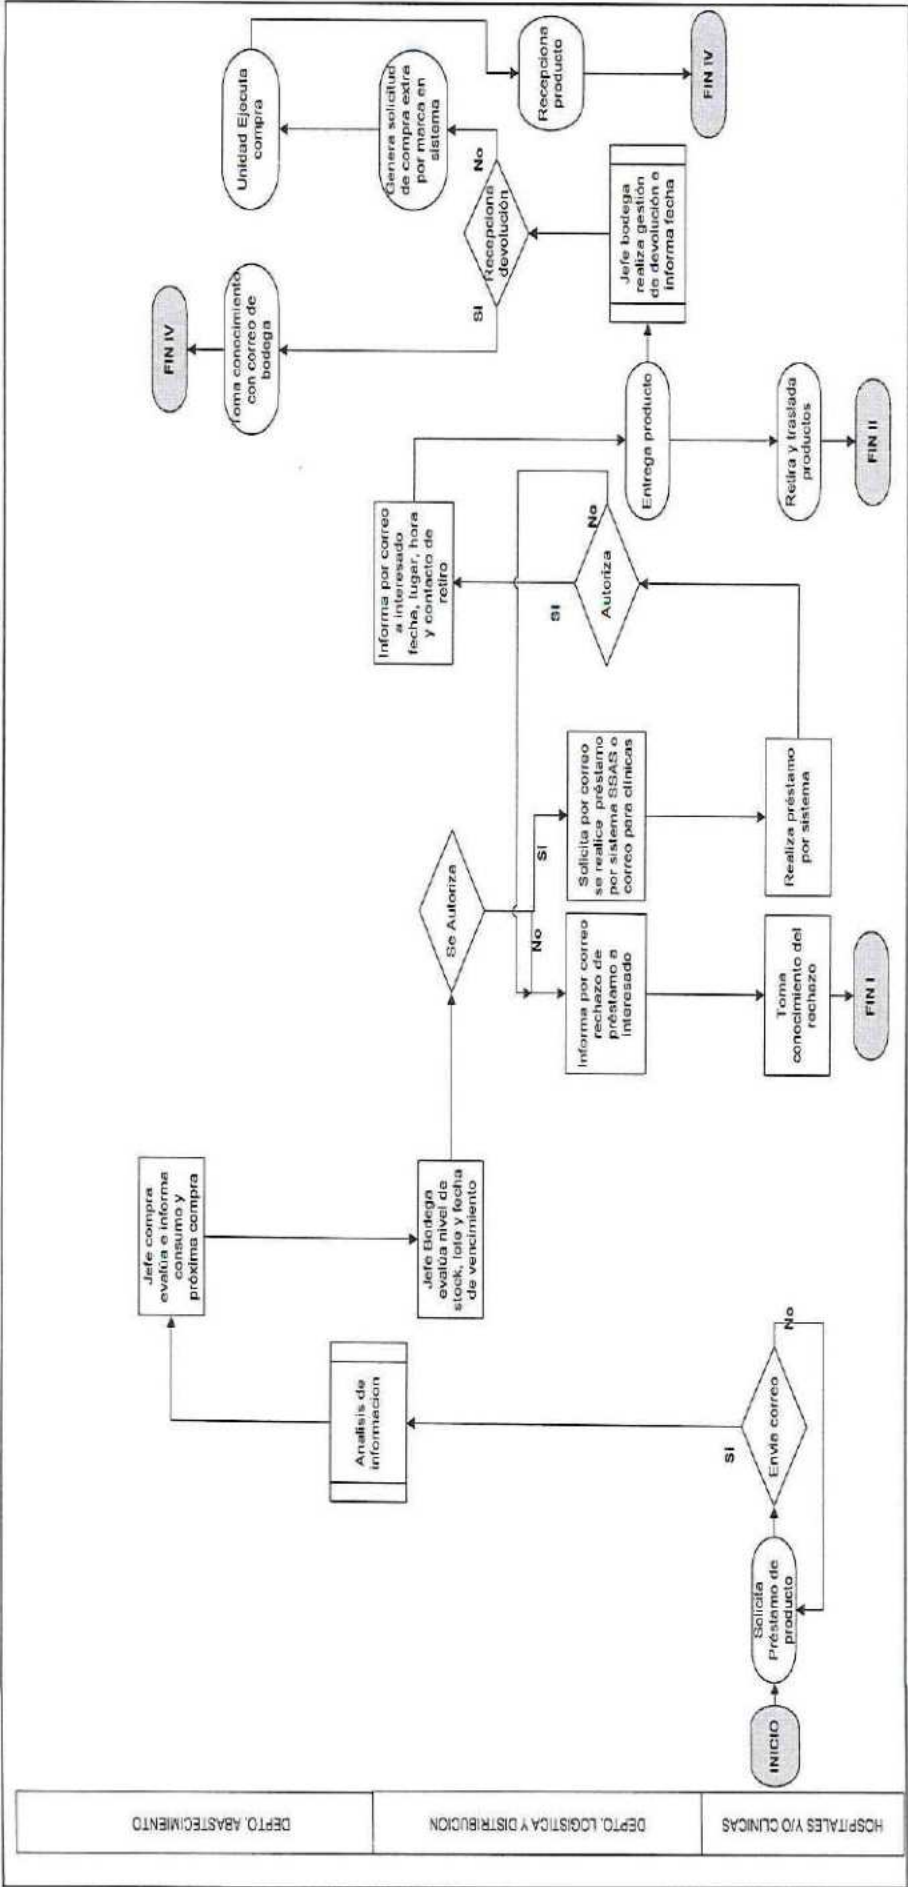 DEPTO. ABASTECIMIENTO
DEPTO. LOGISTICA Y DISTRIBUCION
HOSPITALES Y/O CLINICAS
INICIO
Solicita
Préstamo de
producto
Envía correo
SI
No
Analisis de
informacion
Jefe compra
evalúa e informa
consumo y
próxima compra
Jefe Bodega
evalúa nivel de
stock, lote y fecha
de vencimiento
Se Autoriza
No
SI
Informa por correo
rechazo de
préstamo a
interesado
Toma
conocimiento del
rechazo
FIN I
Solicita por correo
se realice préstamo
por sistema SSAS o
correo para clínicas
Realiza préstamo
por sistema
Autoriza
SI
No
Informa por correo
a interesado
fecha, lugar, hora
y contacto de
retiro
Entrega producto
Retira y traslada
productos
FIN II
Jefe bodega
realiza gestión
de devolución e
informa fecha
Recepciona
devolución
SI
No
Toma conocimiento
con correo de
bodega
FIN IV
Genera solicitud
de compra extra
por marca en
sistema
Unidad Ejocuta
compra
Recepciona
producto
FIN IV